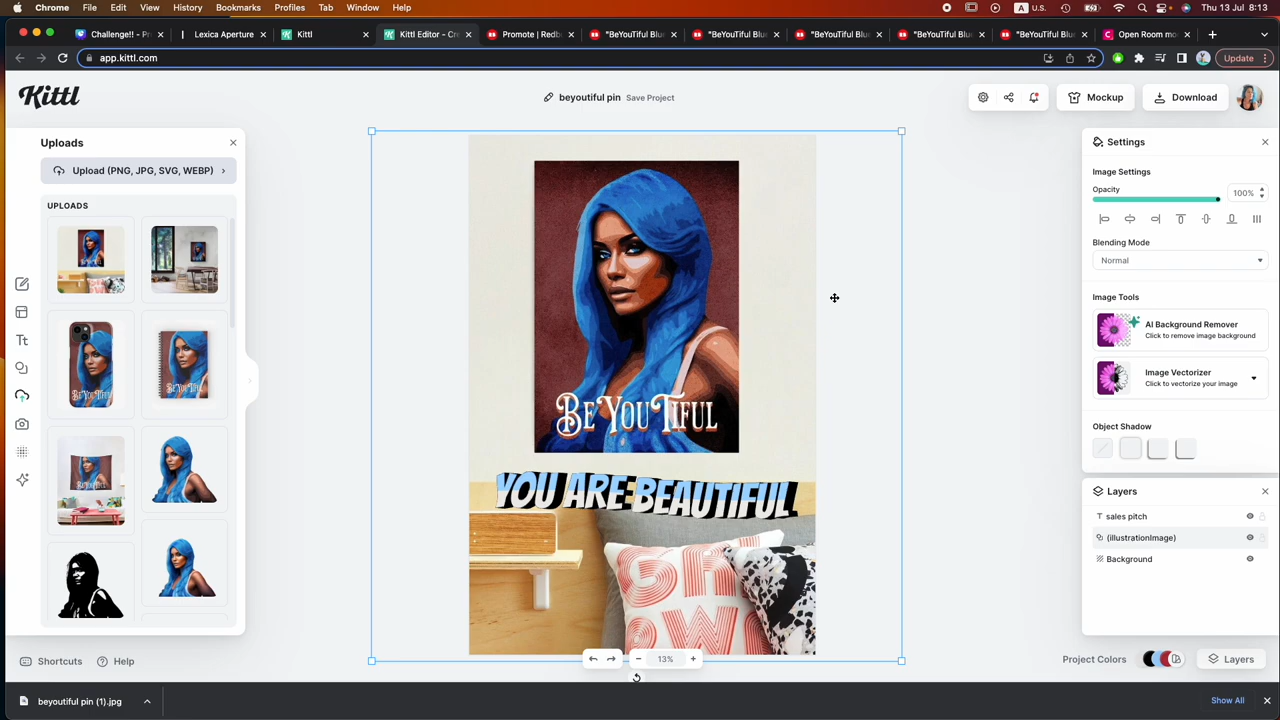 Chrome File Edit View History Bookmarks Profiles Tab Window Help A U.S. Thu 13 Jul 8:13
Challenge!! - Pri Lexica Aperture Kittl Kittl Editor - Cre Promote | Redb "BeYouTiful Blu "BeYouTiful Blu "BeYouTiful Blu "BeYouTiful Blu "BeYouTiful Blu Open Room mo
app.kittl.com Update
Kittl beyoutiful pin Save Project Mockup Download
Uploads
Upload (PNG, JPG, SVG, WEBP)
UPLOADS
BEYOUTIFUL
YOU ARE BEAUTIFUL
Settings
Image Settings
Opacity
100%
Blending Mode
Normal
Image Tools
AI Background Remover
Click to remove image background
Image Vectorizer
Click to vectorize your image
Object Shadow
Layers
T sales pitch
(illustrationImage)
Background
Shortcuts Help
13%
Project Colors Layers
beyoutiful pin (1).jpg Show All